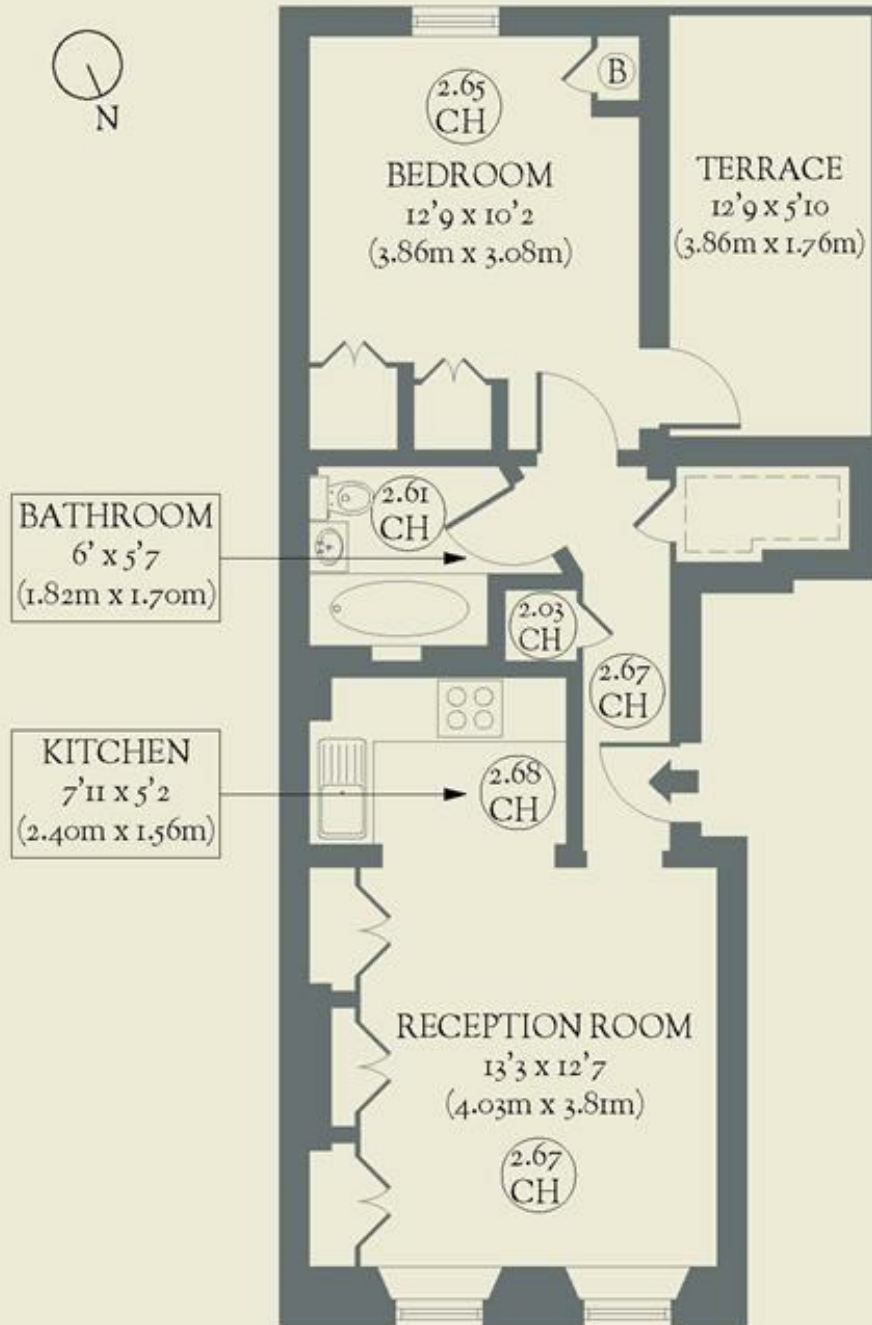 N
2.65
CH
B
BEDROOM
12'9 x 10'2
(3.86m x 3.08m)
TERRACE
12'9 x 5'10
(3.86m x 1.76m)
BATHROOM
6' x 5'7
(1.82m x 1.70m)
2.61
CH
2.03
CH
2.67
CH
KITCHEN
7'11 x 5'2
(2.40m x 1.56m)
2.68
CH
RECEPTION ROOM
13'3 x 12'7
(4.03m x 3.81m)
2.67
CH